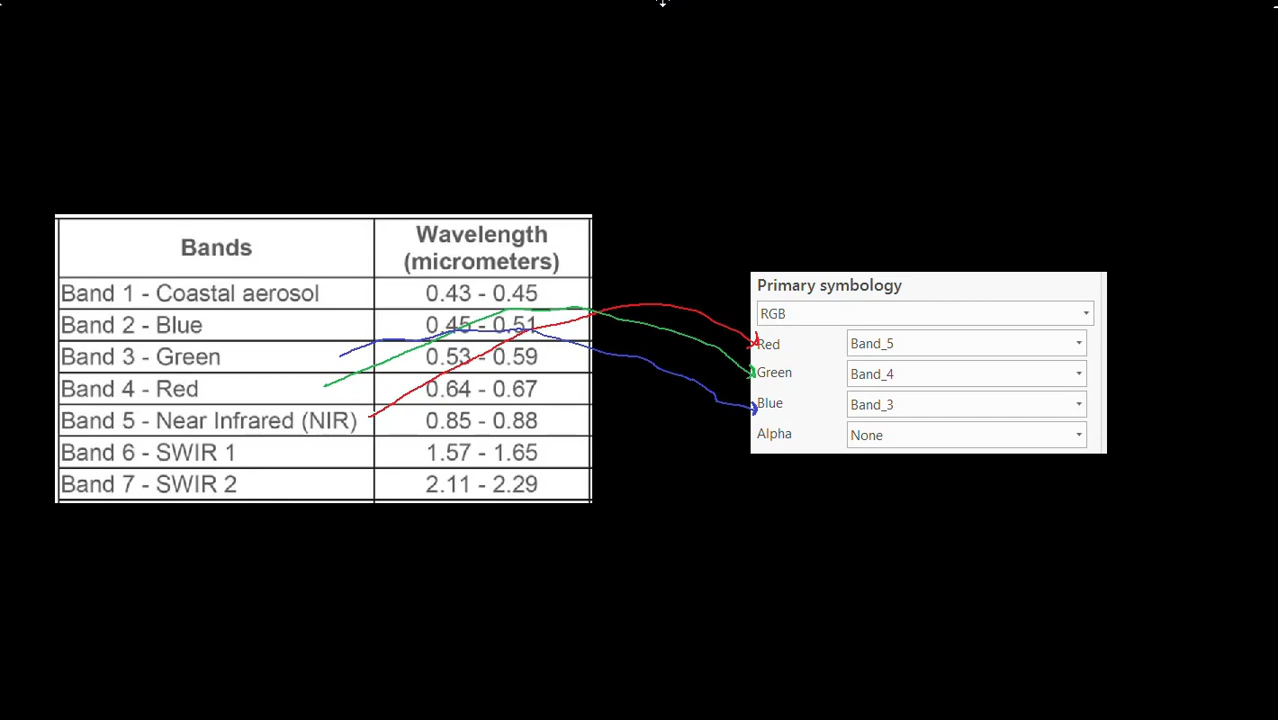 Bands Wavelength
(micrometers)
Band 1 - Coastal aerosol 0.43 - 0.45
Band 2 - Blue 0.45 - 0.51
Band 3 - Green 0.53 - 0.59
Band 4 - Red 0.64 - 0.67
Band 5 - Near Infrared (NIR) 0.85 - 0.88
Band 6 - SWIR 1 1.57 - 1.65
Band 7 - SWIR 2 2.11 - 2.29
Primary symbology
RGB
Red Band_5
Green Band_4
Blue Band_3
Alpha None